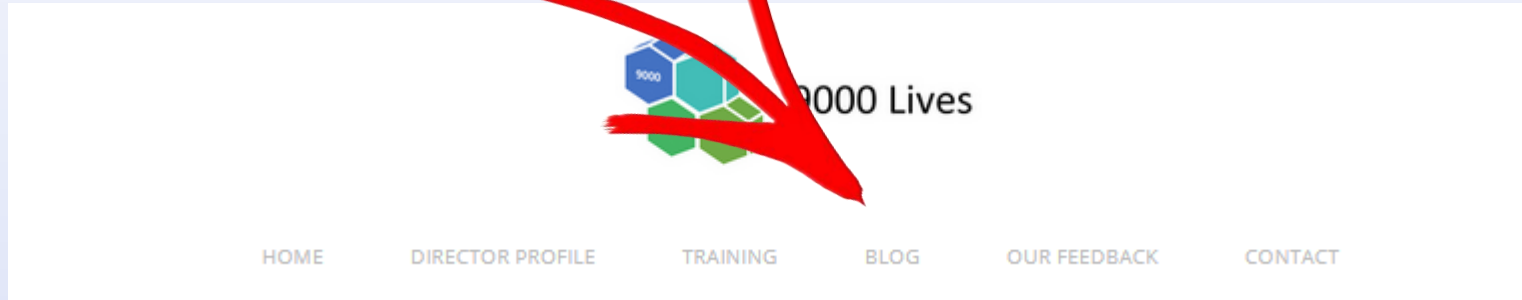 9000
9000 Lives
HOME DIRECTOR PROFILE TRAINING BLOG OUR FEEDBACK CONTACT